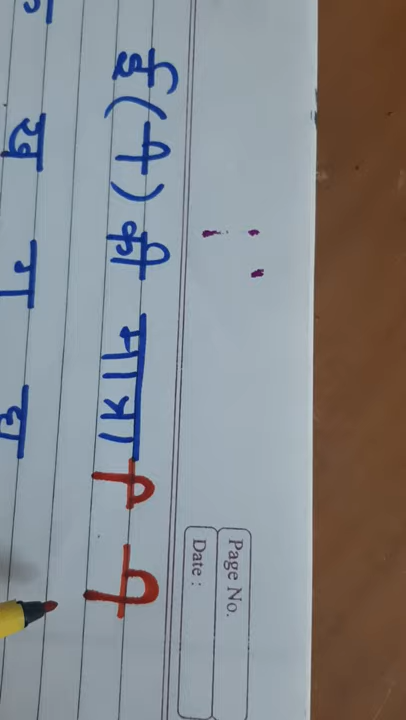 Page No.
Date :
ई ( ी ) की मात्रा ि ी
ख ग घ